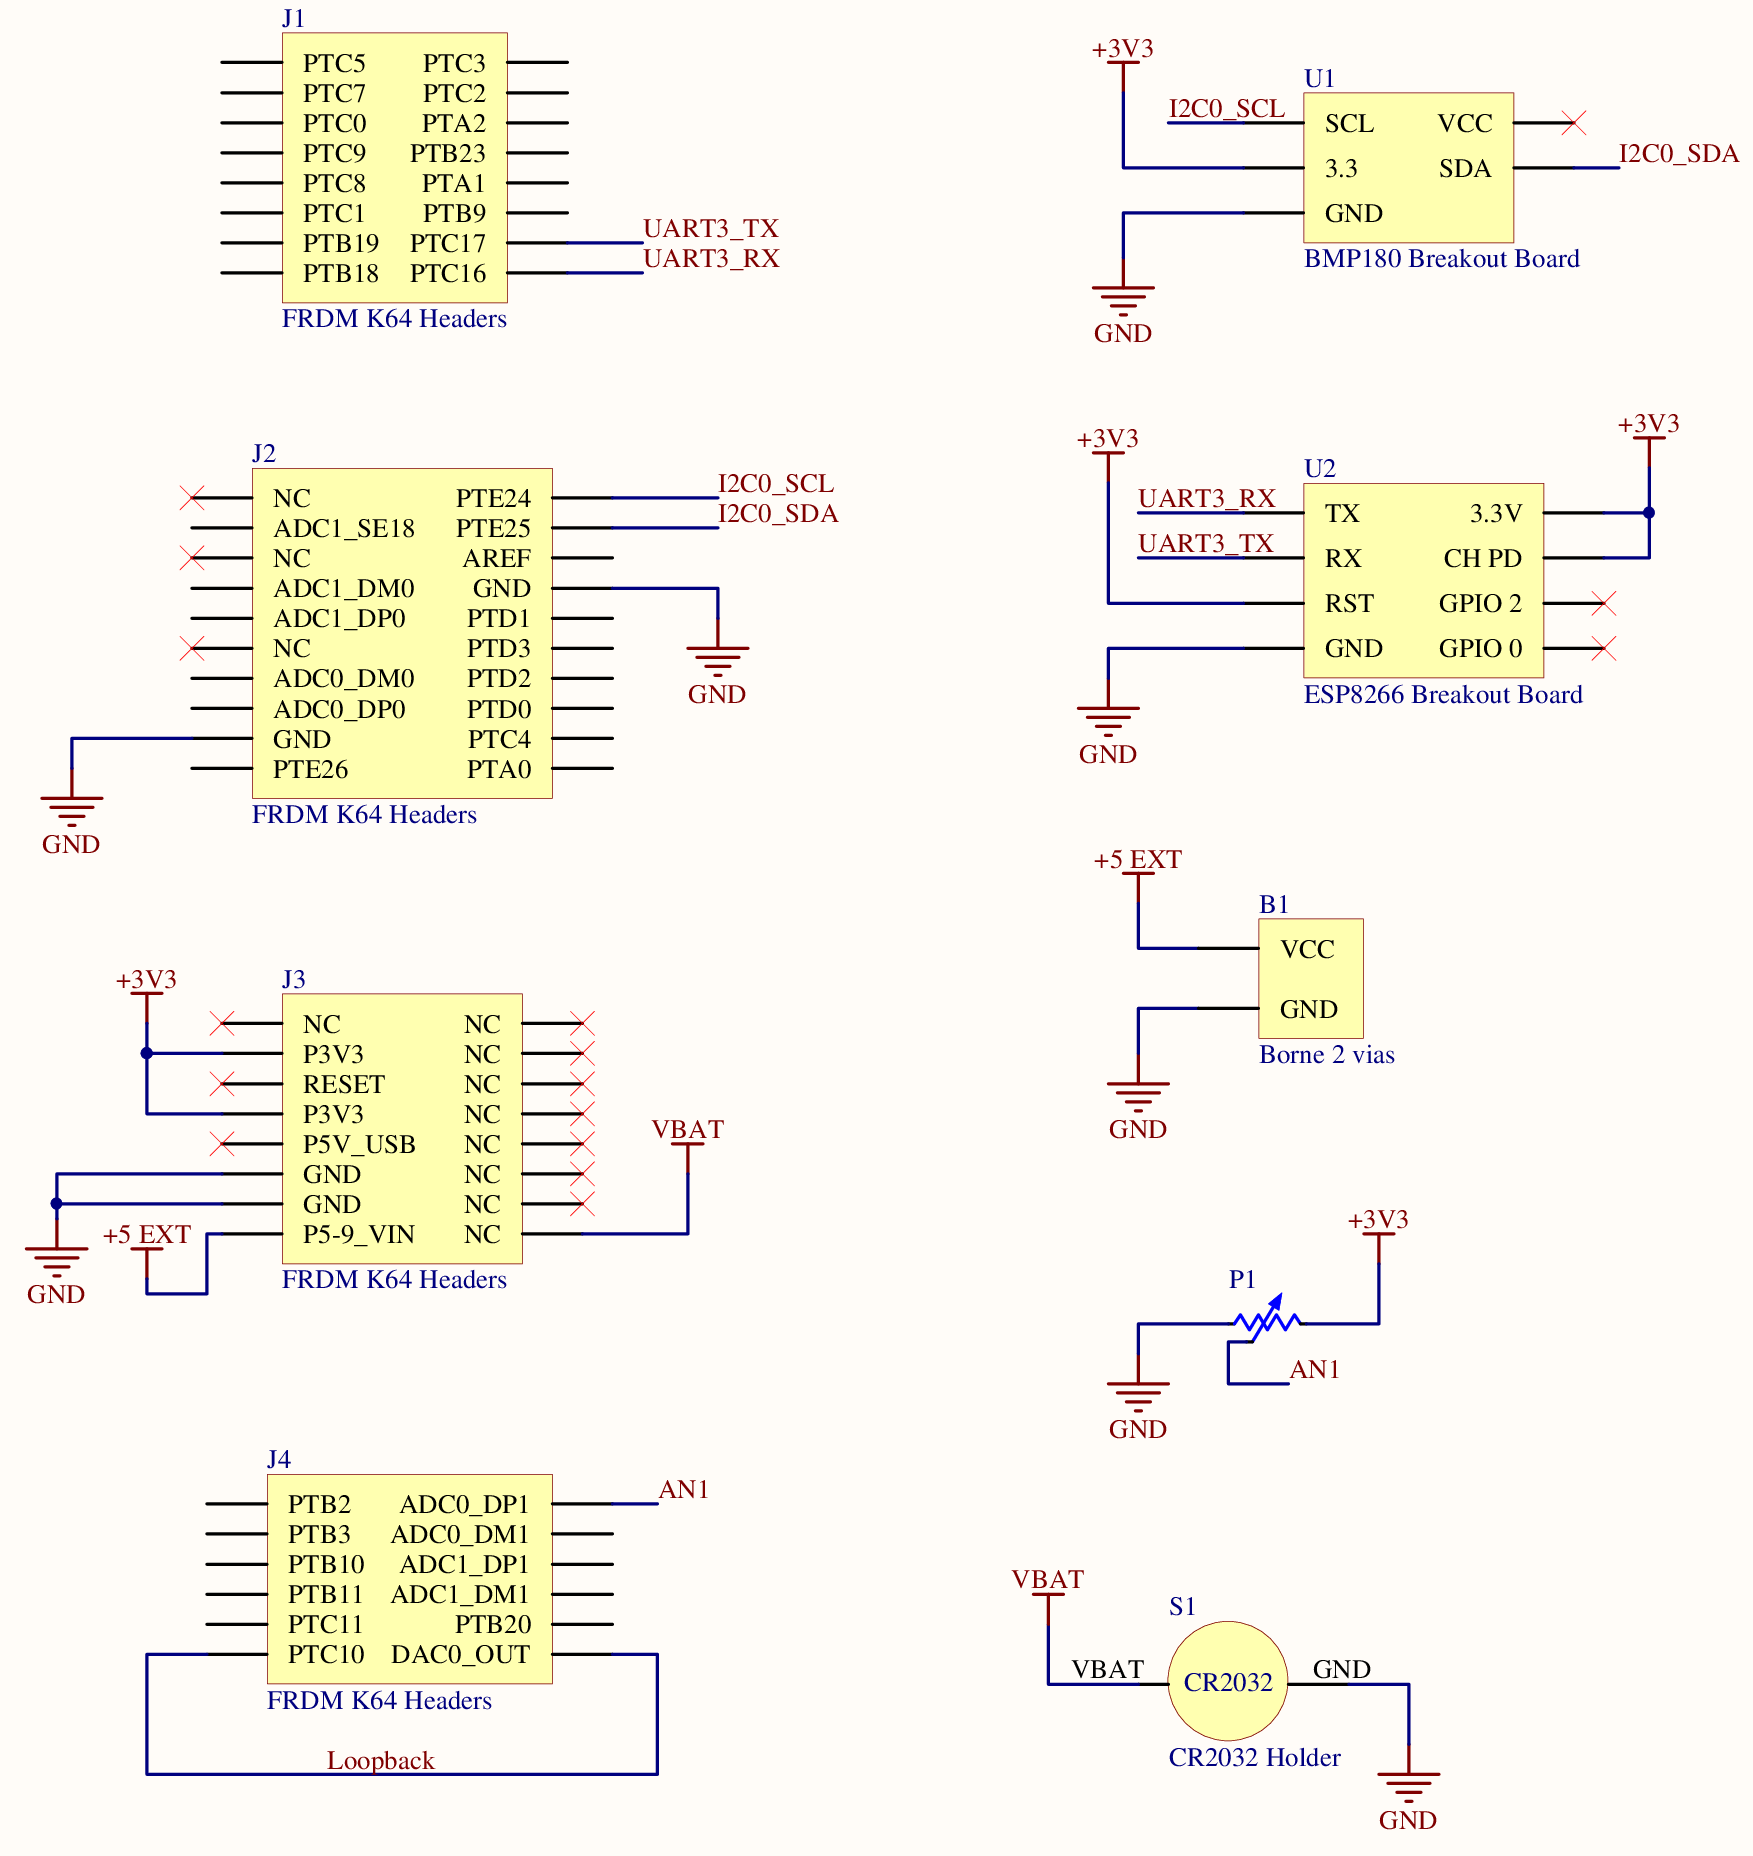 J1
PTC5 PTC3
PTC7 PTC2
PTC0 PTA2
PTC9 PTB23
PTC8 PTA1
PTC1 PTB9
PTB19 PTC17 UART3_TX
PTB18 PTC16 UART3_RX
FRDM K64 Headers
J2
NC PTE24 I2C0_SCL
ADC1_SE18 PTE25 I2C0_SDA
NC AREF
ADC1_DM0 GND
ADC1_DP0 PTD1
NC PTD3
ADC0_DM0 PTD2
GND
ADC0_DP0 PTD0
GND PTC4
PTE26 PTA0
FRDM K64 Headers
GND
+3V3
J3
NC NC
P3V3 NC
RESET NC
P3V3 NC
VBAT
P5V_USB NC
GND NC
GND NC
+5 EXT
P5-9_VIN NC
FRDM K64 Headers
GND
J4
PTB2 ADC0_DP1 AN1
PTB3 ADC0_DM1
PTB10 ADC1_DP1
PTB11 ADC1_DM1
PTC11 PTB20
PTC10 DAC0_OUT
FRDM K64 Headers
Loopback
+3V3
U1
I2C0_SCL
SCL VCC
3.3 SDA I2C0_SDA
GND
BMP180 Breakout Board
GND
+3V3
+3V3
U2
UART3_RX TX 3.3V
UART3_TX RX CH PD
RST GPIO 2
GND GPIO 0
ESP8266 Breakout Board
GND
+5 EXT
B1
VCC
GND
Borne 2 vias
GND
+3V3
P1
AN1
GND
VBAT
S1
VBAT CR2032 GND
CR2032 Holder
GND